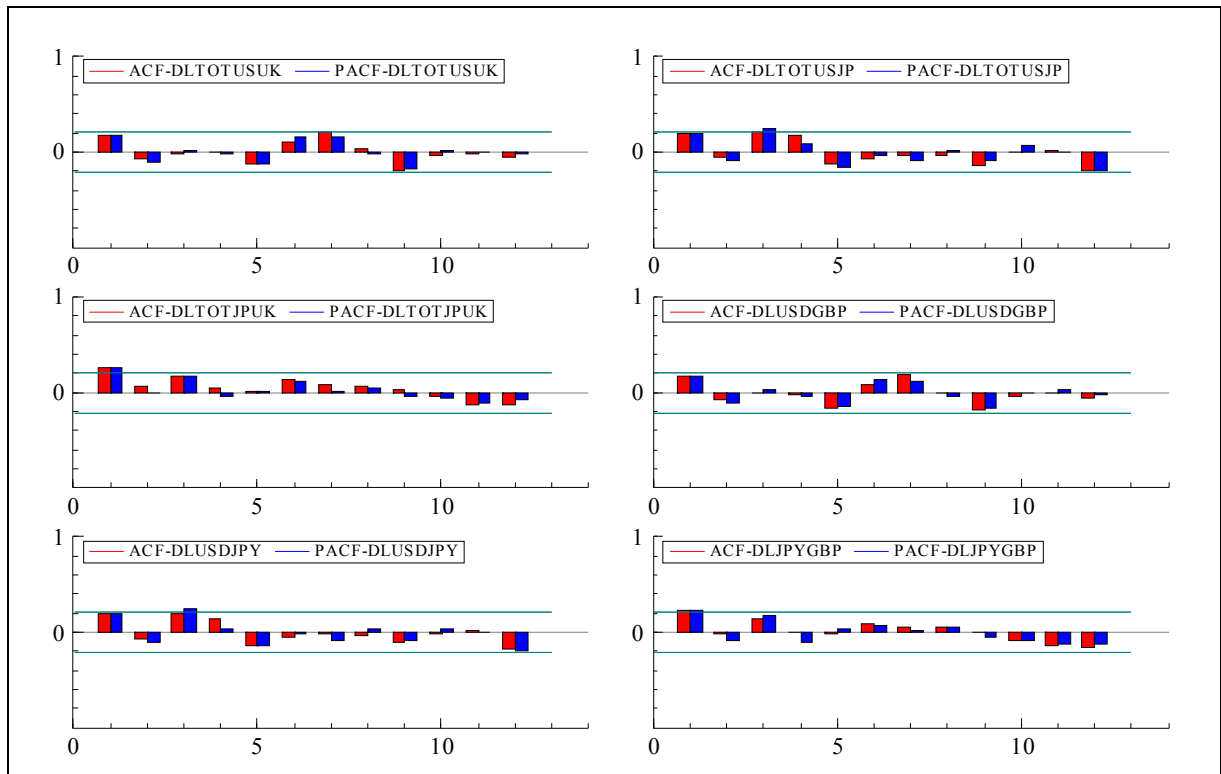 1
ACF-DLTOTUSUK PACF-DLTOTUSUK
0
0 5 10
1
ACF-DLTOTUSJP PACF-DLTOTUSJP
0
0 5 10
1
ACF-DLTOTJPUK PACF-DLTOTJPUK
0
0 5 10
1
ACF-DLUSDGBP PACF-DLUSDGBP
0
0 5 10
1
ACF-DLUSDJPY PACF-DLUSDJPY
0
0 5 10
1
ACF-DLJPYGBP PACF-DLJPYGBP
0
0 5 10